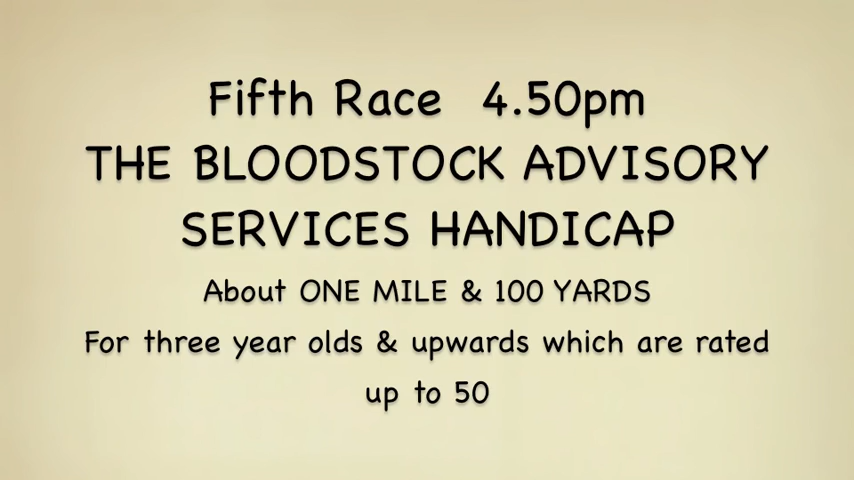 Fifth Race 4.50pm
THE BLOODSTOCK ADVISORY
SERVICES HANDICAP
About ONE MILE & 100 YARDS
For three year olds & upwards which are rated
up to 50